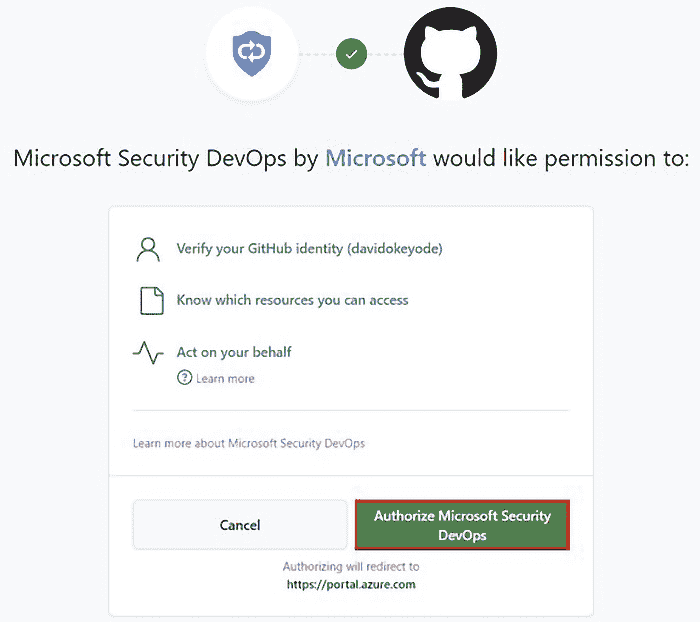 Microsoft Security DevOps by Microsoft would like permission to:
Verify your GitHub identity (davidokeyode)
Know which resources you can access
Act on your behalf
? Learn more
Learn more about Microsoft Security DevOps
Cancel
Authorize Microsoft Security
DevOps
Authorizing will redirect to
https://portal.azure.com